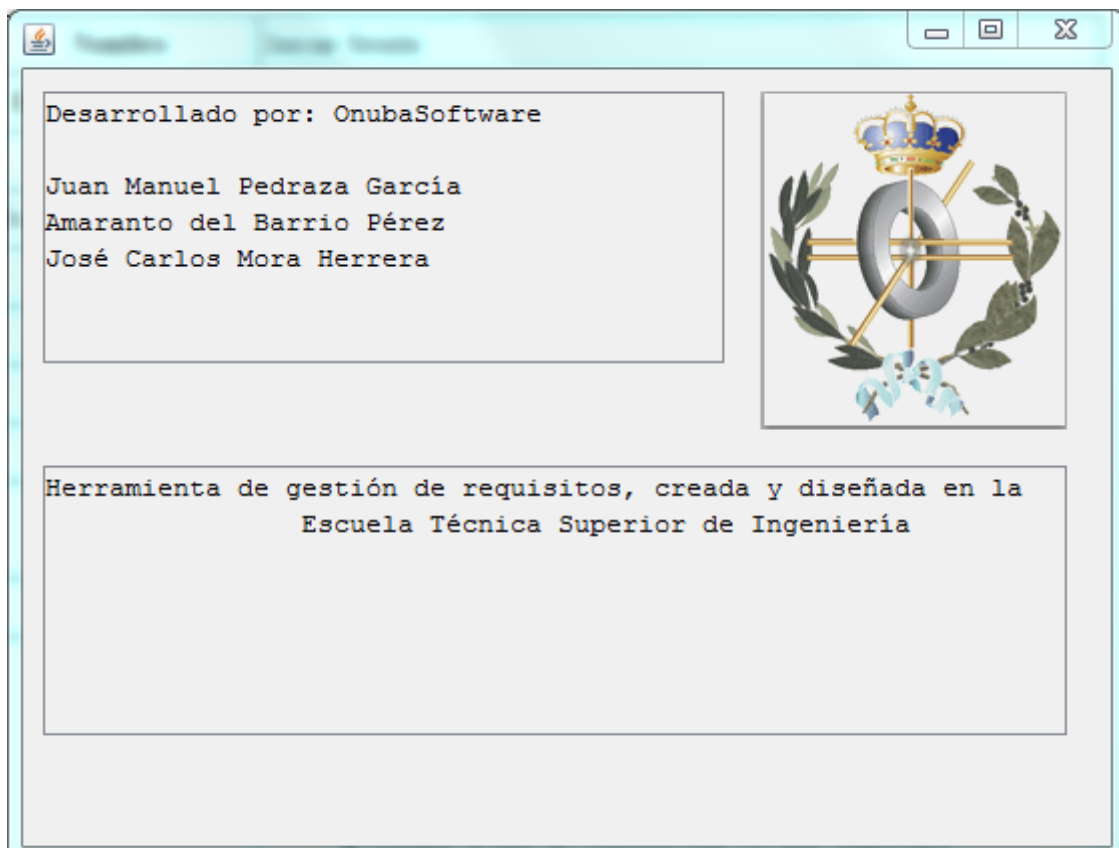 Desarrollado por: OnubaSoftware
Juan Manuel Pedraza García
Amaranto del Barrio Pérez
José Carlos Mora Herrera
Herramienta de gestión de requisitos, creada y diseñada en la
Escuela Técnica Superior de Ingeniería